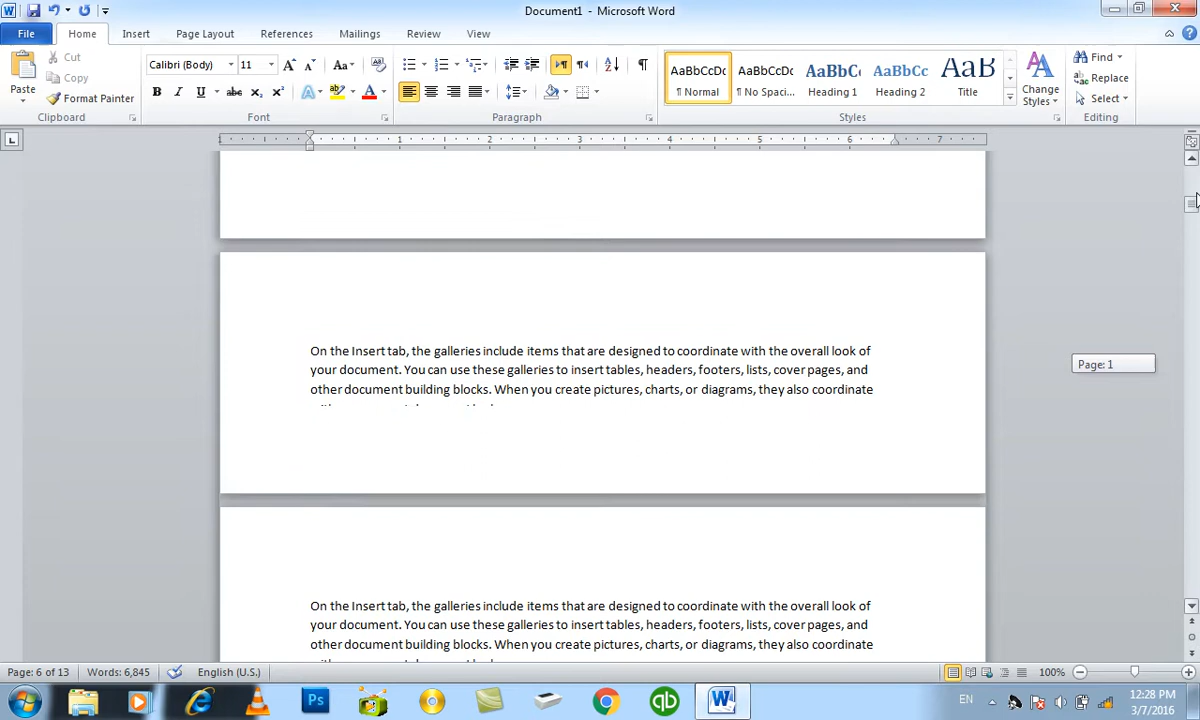 Document1 - Microsoft Word
File Home Insert Page Layout References Mailings Review View
Paste
Cut
Copy
Format Painter
Clipboard
Calibri (Body) 11
Font
Paragraph
AaBbCcDc AaBbCcDc AaBbCc AaBbCc AaB
¶ Normal ¶ No Spaci... Heading 1 Heading 2 Title
Change Styles
Styles
Find
Replace
Select
Editing
1 2 3 4 5 6 7
On the Insert tab, the galleries include items that are designed to coordinate with the overall look of
your document. You can use these galleries to insert tables, headers, footers, lists, cover pages, and
other document building blocks. When you create pictures, charts, or diagrams, they also coordinate
Page: 1
On the Insert tab, the galleries include items that are designed to coordinate with the overall look of
your document. You can use these galleries to insert tables, headers, footers, lists, cover pages, and
other document building blocks. When you create pictures, charts, or diagrams, they also coordinate
Page: 6 of 13 Words: 6,845 English (U.S.) 100%
EN 12:28 PM
3/7/2016